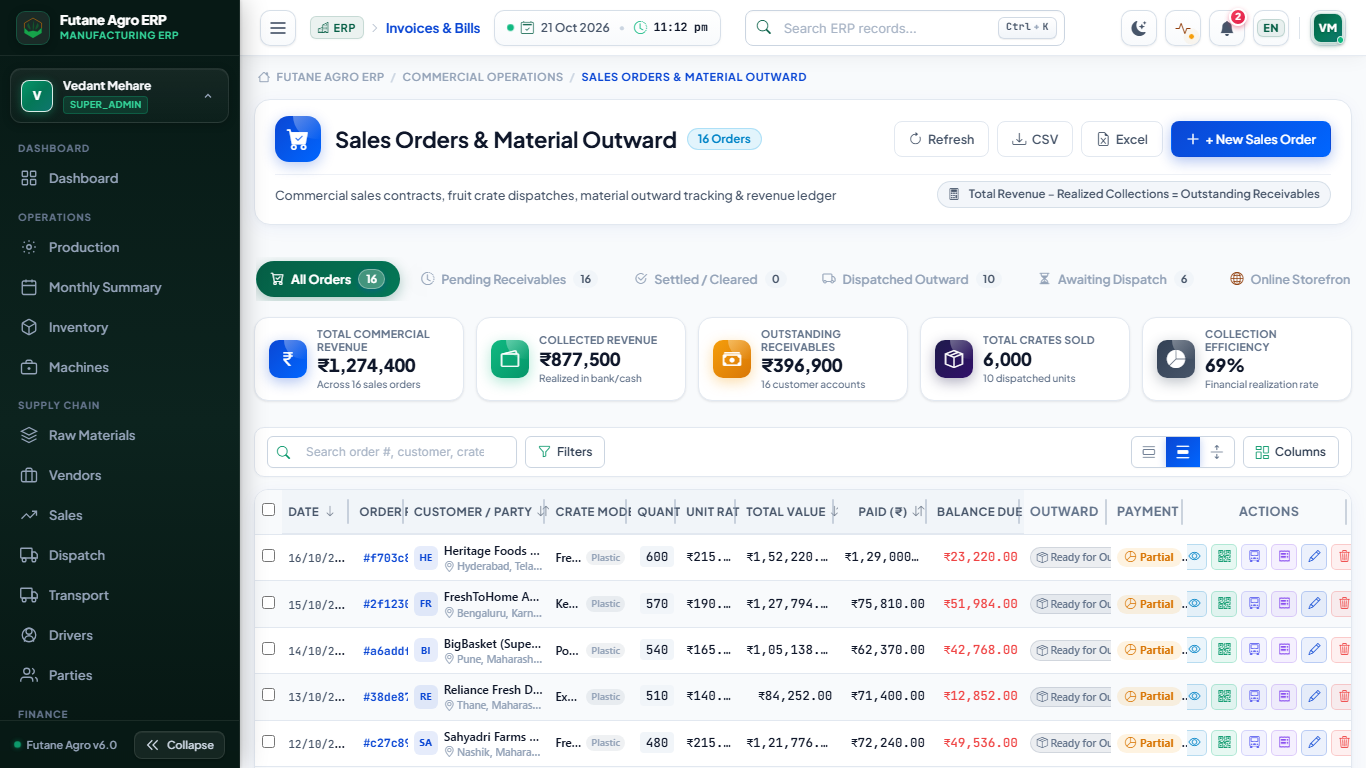 Futane Agro ERP
MANUFACTURING ERP
V
Vedant Mehare
SUPER_ADMIN
DASHBOARD
Dashboard
OPERATIONS
Production
Monthly Summary
Inventory
Machines
SUPPLY CHAIN
Raw Materials
Vendors
Sales
Dispatch
Transport
Drivers
Parties
FINANCE
Futane Agro v6.0
Collapse
ERP
Invoices & Bills
21 Oct 2026
11:12 pm
Search ERP records...
Ctrl+K
2
EN
VM
FUTANE AGRO ERP / COMMERCIAL OPERATIONS / SALES ORDERS & MATERIAL OUTWARD
Sales Orders & Material Outward
16 Orders
Refresh
CSV
Excel
+ New Sales Order
Commercial sales contracts, fruit crate dispatches, material outward tracking & revenue ledger
Total Revenue − Realized Collections = Outstanding Receivables
All Orders 16
Pending Receivables 16
Settled / Cleared 0
Dispatched Outward 10
Awaiting Dispatch 6
Online Storefron
₹
TOTAL COMMERCIAL REVENUE
₹1,274,400
Across 16 sales orders
COLLECTED REVENUE
₹877,500
Realized in bank/cash
OUTSTANDING RECEIVABLES
₹396,900
16 customer accounts
TOTAL CRATES SOLD
6,000
10 dispatched units
COLLECTION EFFICIENCY
69%
Financial realization rate
Search order #, customer, crate
Filters
Columns
DATE ORDER CUSTOMER / PARTY CRATE MODE QUANT UNIT RAT TOTAL VALUE PAID (₹) BALANCE DUE OUTWARD PAYMENT ACTIONS
16/10/2... #f703c8 HE Heritage Foods ... Hyderabad, Tela... Fre... Plastic 600 ₹215.... ₹1,52,220.... ₹1,29,000.... ₹23,220.00 Ready for Ou Partial ..
15/10/2... #2f1230 FR FreshToHome A... Bengaluru, Karn... Ke... Plastic 570 ₹190.... ₹1,27,794.... ₹75,810.00 ₹51,984.00 Ready for Ou Partial ..
14/10/2... #a6addf BI BigBasket (Supe... Pune, Maharash... Po... Plastic 540 ₹165.... ₹1,05,138.... ₹62,370.00 ₹42,768.00 Ready for Ou Partial ..
13/10/2... #38de87 RE Reliance Fresh D... Thane, Maharas... Ex... Plastic 510 ₹140.... ₹84,252.00 ₹71,400.00 ₹12,852.00 Ready for Ou Partial ..
12/10/2... #c27c89 SA Sahyadri Farms ... Nashik, Mahara... Fre... Plastic 480 ₹215.... ₹1,21,776.... ₹72,240.00 ₹49,536.00 Ready for Ou Partial ..